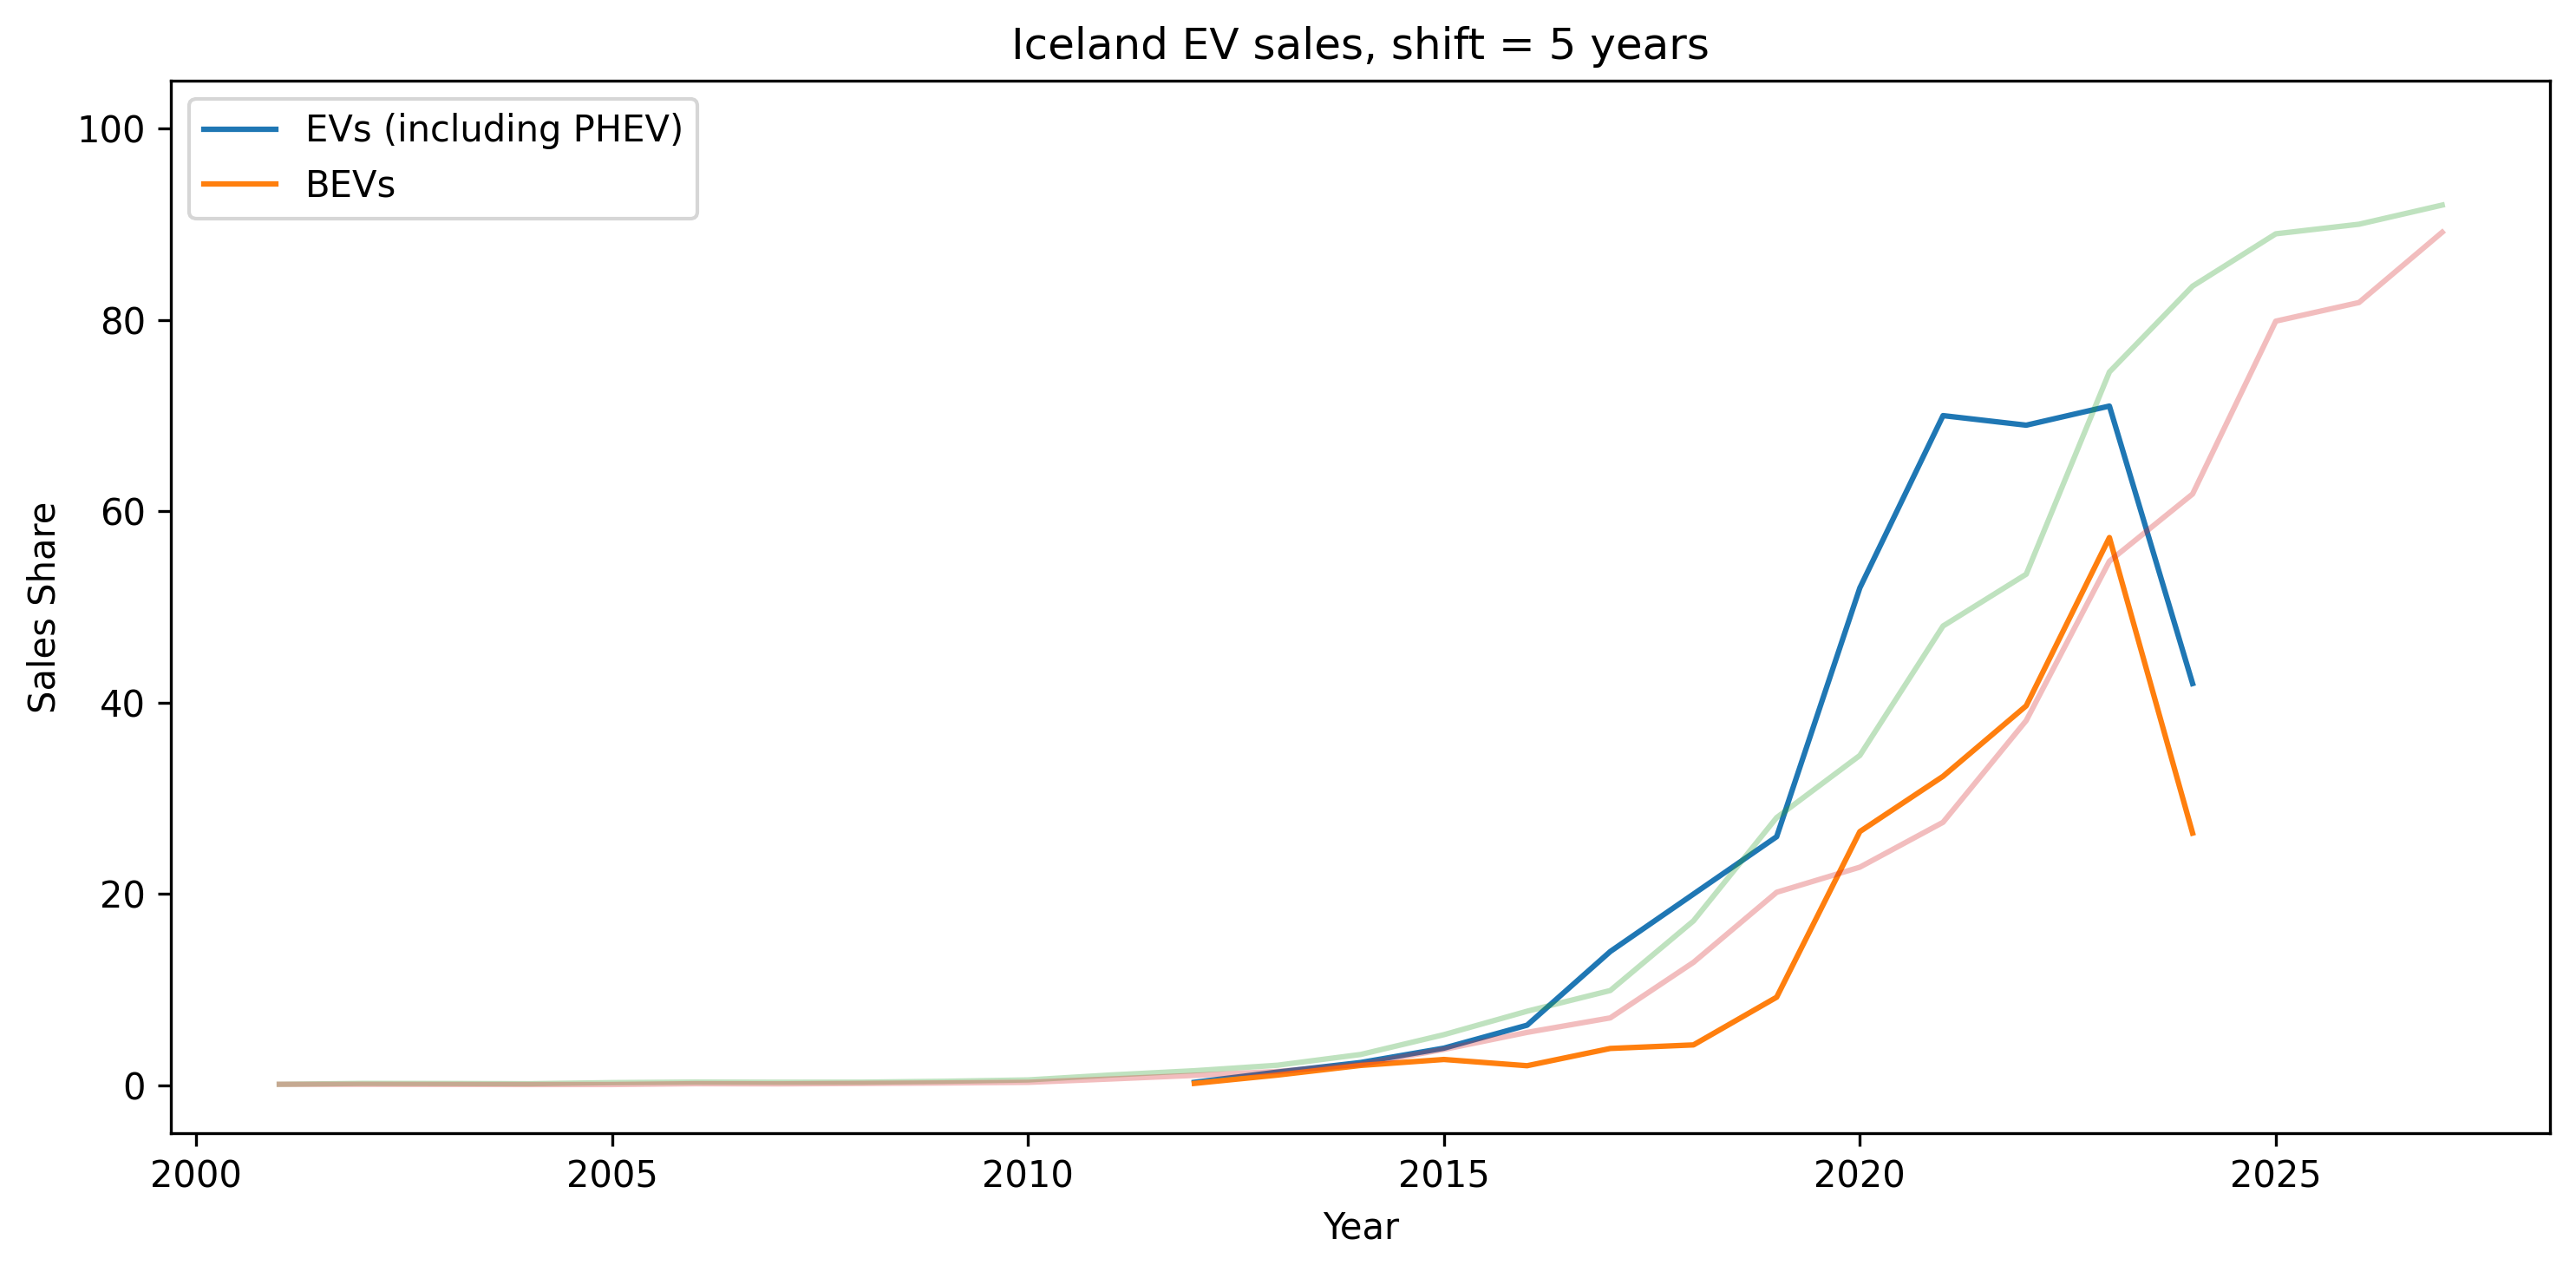 Iceland EV sales, shift = 5 years
EVs (including PHEV)
BEVs
100
80
60
40
20
0
Sales Share
2000 2005 2010 2015 2020 2025
Year